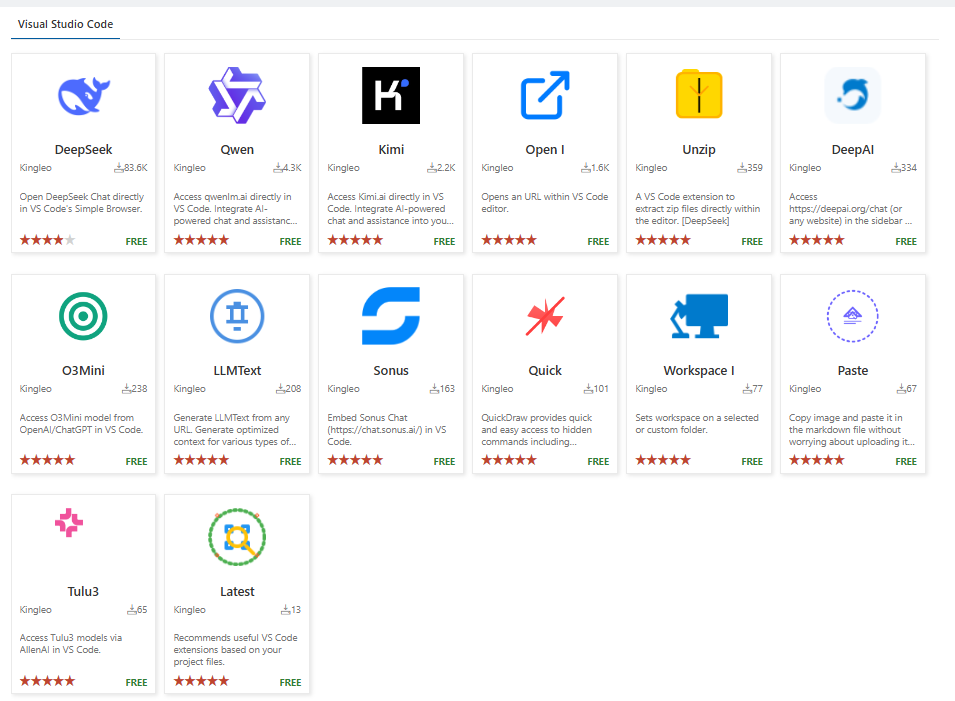 Visual Studio Code
DeepSeek
Kingleo 83.6K
Open DeepSeek Chat directly
in VS Code's Simple Browser.
FREE
Qwen
Kingleo 4.3K
Access qwenlm.ai directly in
VS Code. Integrate AI-
powered chat and assistanc...
FREE
Kimi
Kingleo 2.2K
Access Kimi.ai directly in VS
Code. Integrate AI-powered
chat and assistance into you...
FREE
Open I
Kingleo 1.6K
Opens an URL within VS Code
editor.
FREE
Unzip
Kingleo 359
A VS Code extension to
extract zip files directly within
the editor. [DeepSeek]
FREE
DeepAI
Kingleo 334
Access
https://deepai.org/chat (or
any website) in the sidebar ...
FREE
O3Mini
Kingleo 238
Access O3Mini model from
OpenAI/ChatGPT in VS Code.
FREE
LLMText
Kingleo 208
Generate LLMText from any
URL. Generate optimized
context for various types of...
FREE
Sonus
Kingleo 163
Embed Sonus Chat
(https://chat.sonus.ai/) in VS
Code.
FREE
Quick
Kingleo 101
QuickDraw provides quick
and easy access to hidden
commands including...
FREE
Workspace I
Kingleo 77
Sets workspace on a selected
or custom folder.
FREE
Paste
Kingleo 67
Copy image and paste it in
the markdown file without
worrying about uploading it...
FREE
Tulu3
Kingleo 65
Access Tulu3 models via
AllenAI in VS Code.
FREE
Latest
Kingleo 13
Recommends useful VS Code
extensions based on your
project files.
FREE